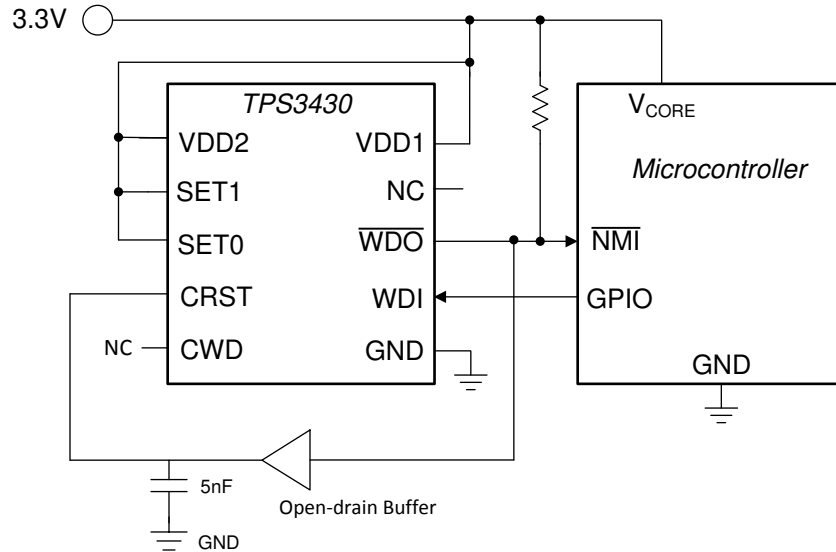 3.3V
TPS3430
VDD2
VDD1
SET1
NC
SET0
WDO
CRST
WDI
NC
CWD
GND
VCORE
Microcontroller
NMI
GPIO
GND
5nF
Open-drain Buffer
GND